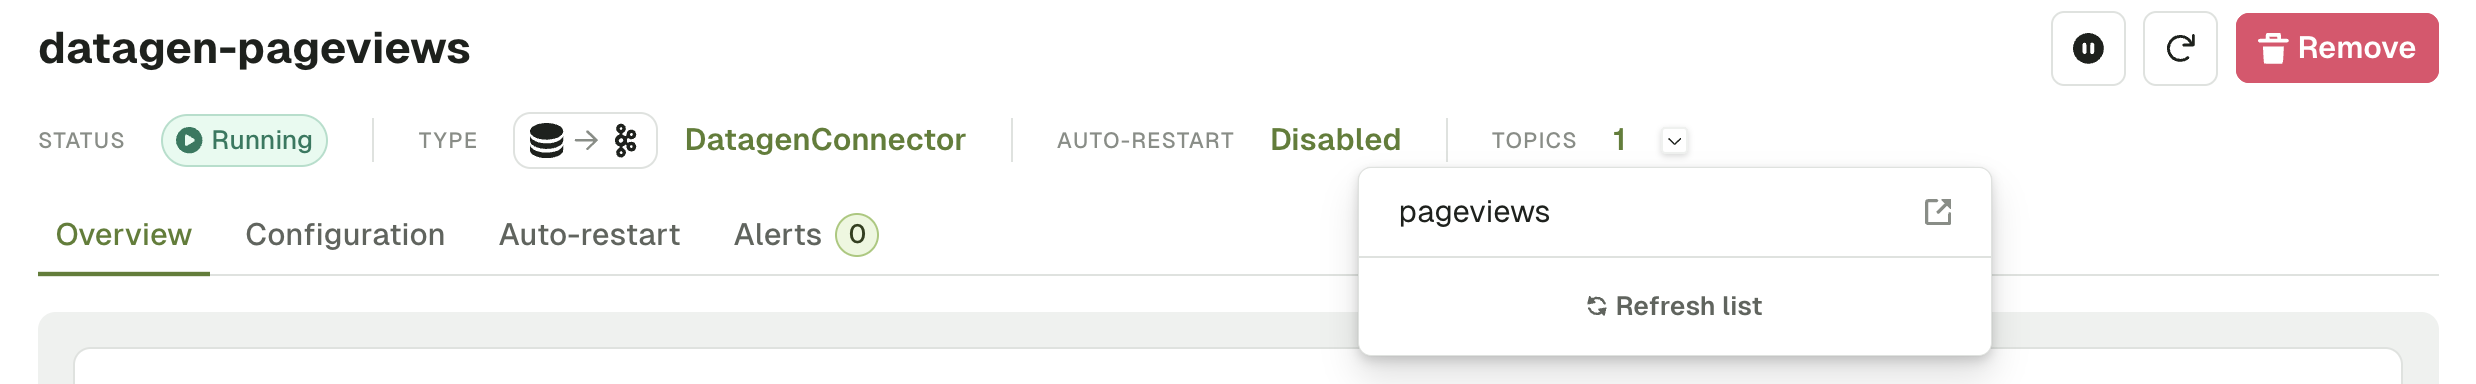 datagen-pageviews
Remove
STATUS Running TYPE DatagenConnector AUTO-RESTART Disabled TOPICS 1
pageviews
Overview Configuration Auto-restart Alerts 0
Refresh list